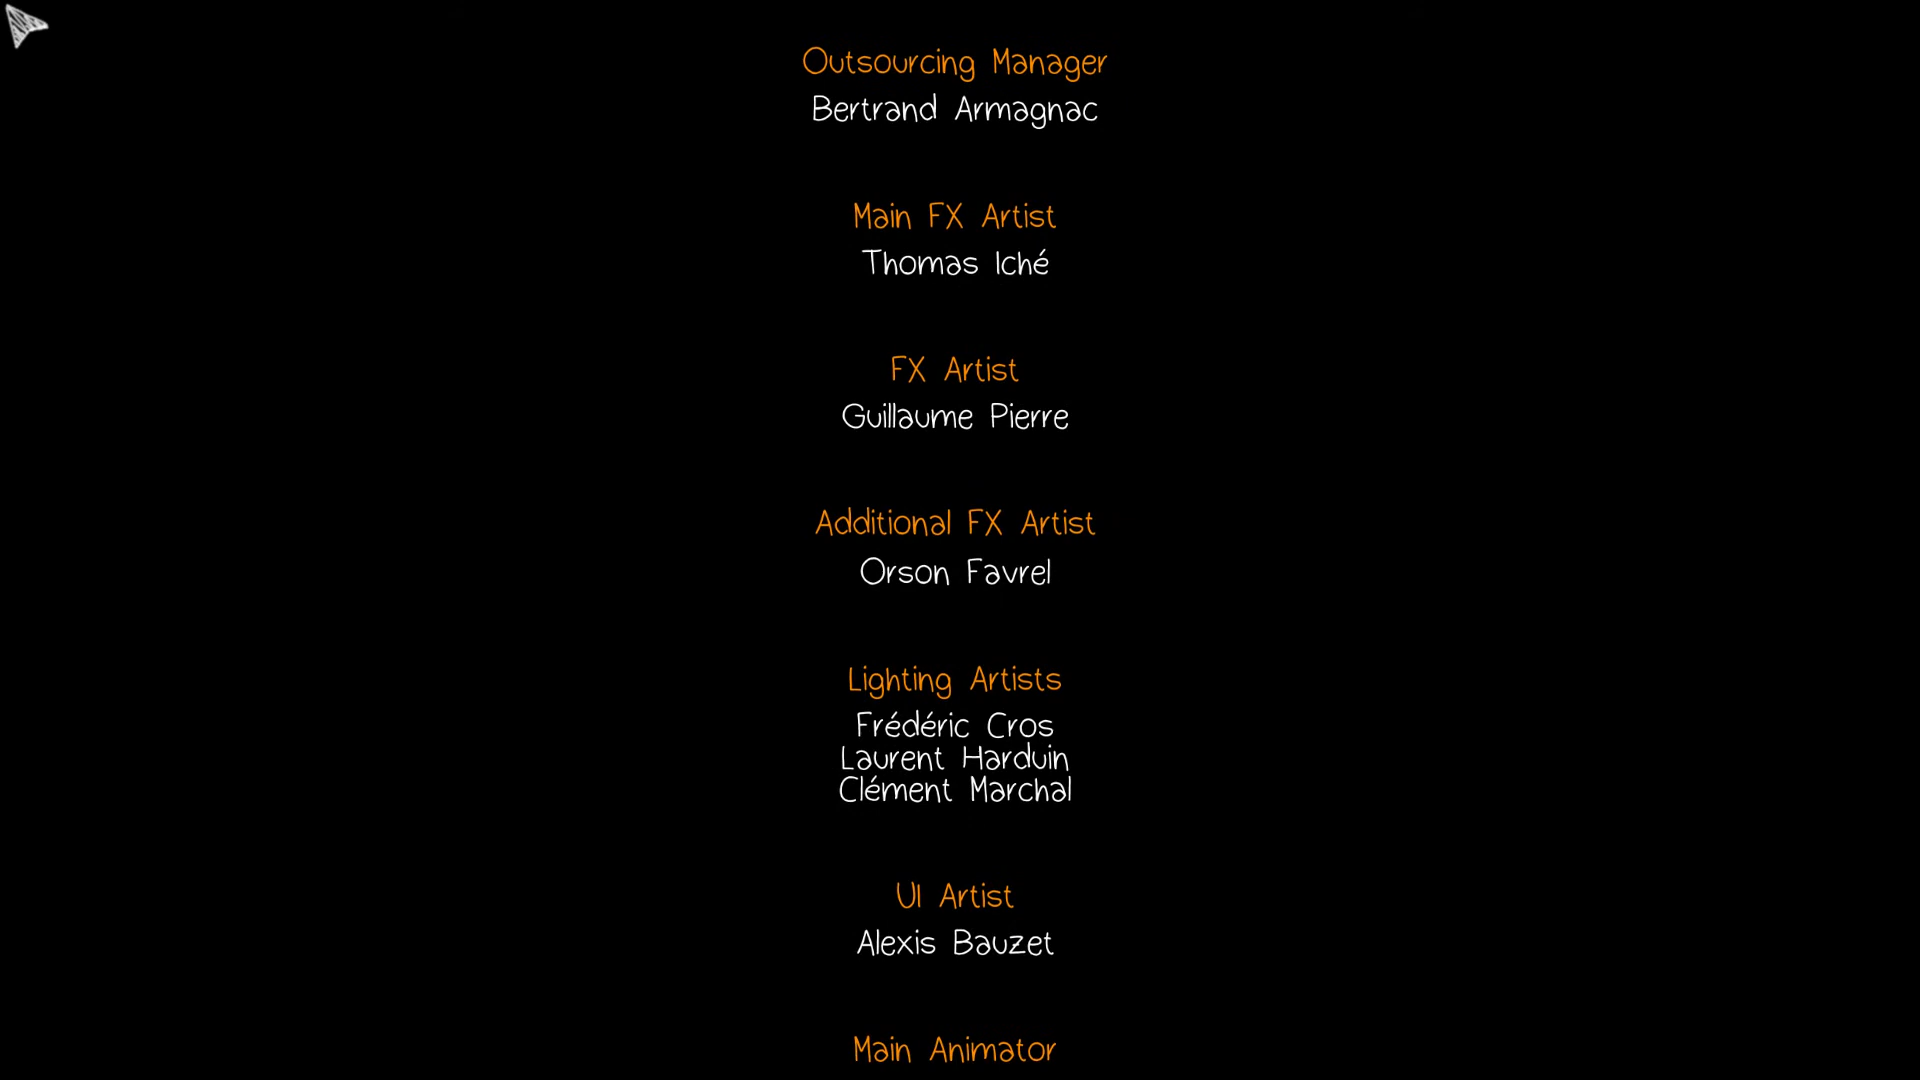 Outsourcing Manager
Bertrand Armagnac
Main FX Artist
Thomas Iché
FX Artist
Guillaume Pierre
Additional FX Artist
Orson Favrel
Lighting Artists
Frédéric Cros
Laurent Harduin
Clément Marchal
UI Artist
Alexis Bauzet
Main Animator